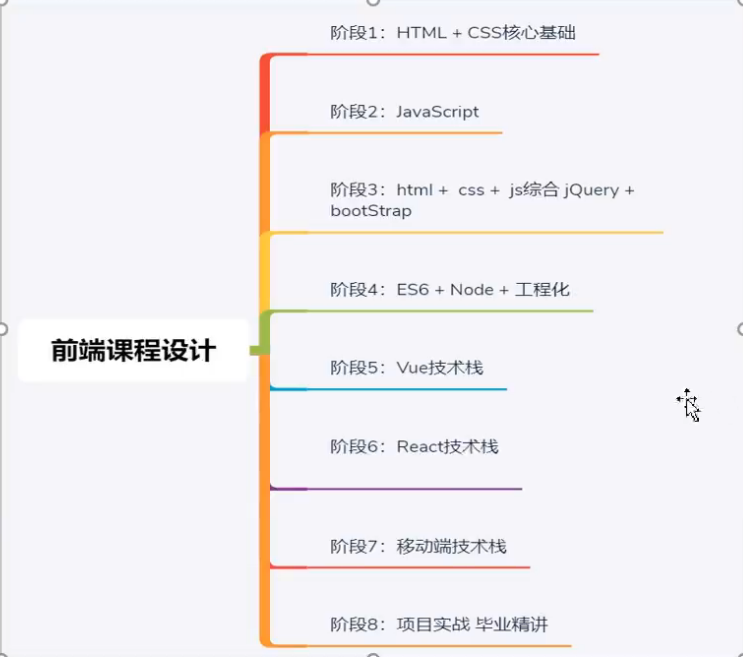 阶段1：HTML + CSS核心基础
阶段2：JavaScript
阶段3：html + css + js综合 jQuery +
bootStrap
阶段4：ES6 + Node + 工程化
前端课程设计
阶段5：Vue技术栈
阶段6：React技术栈
阶段7：移动端技术栈
阶段8：项目实战 毕业精讲